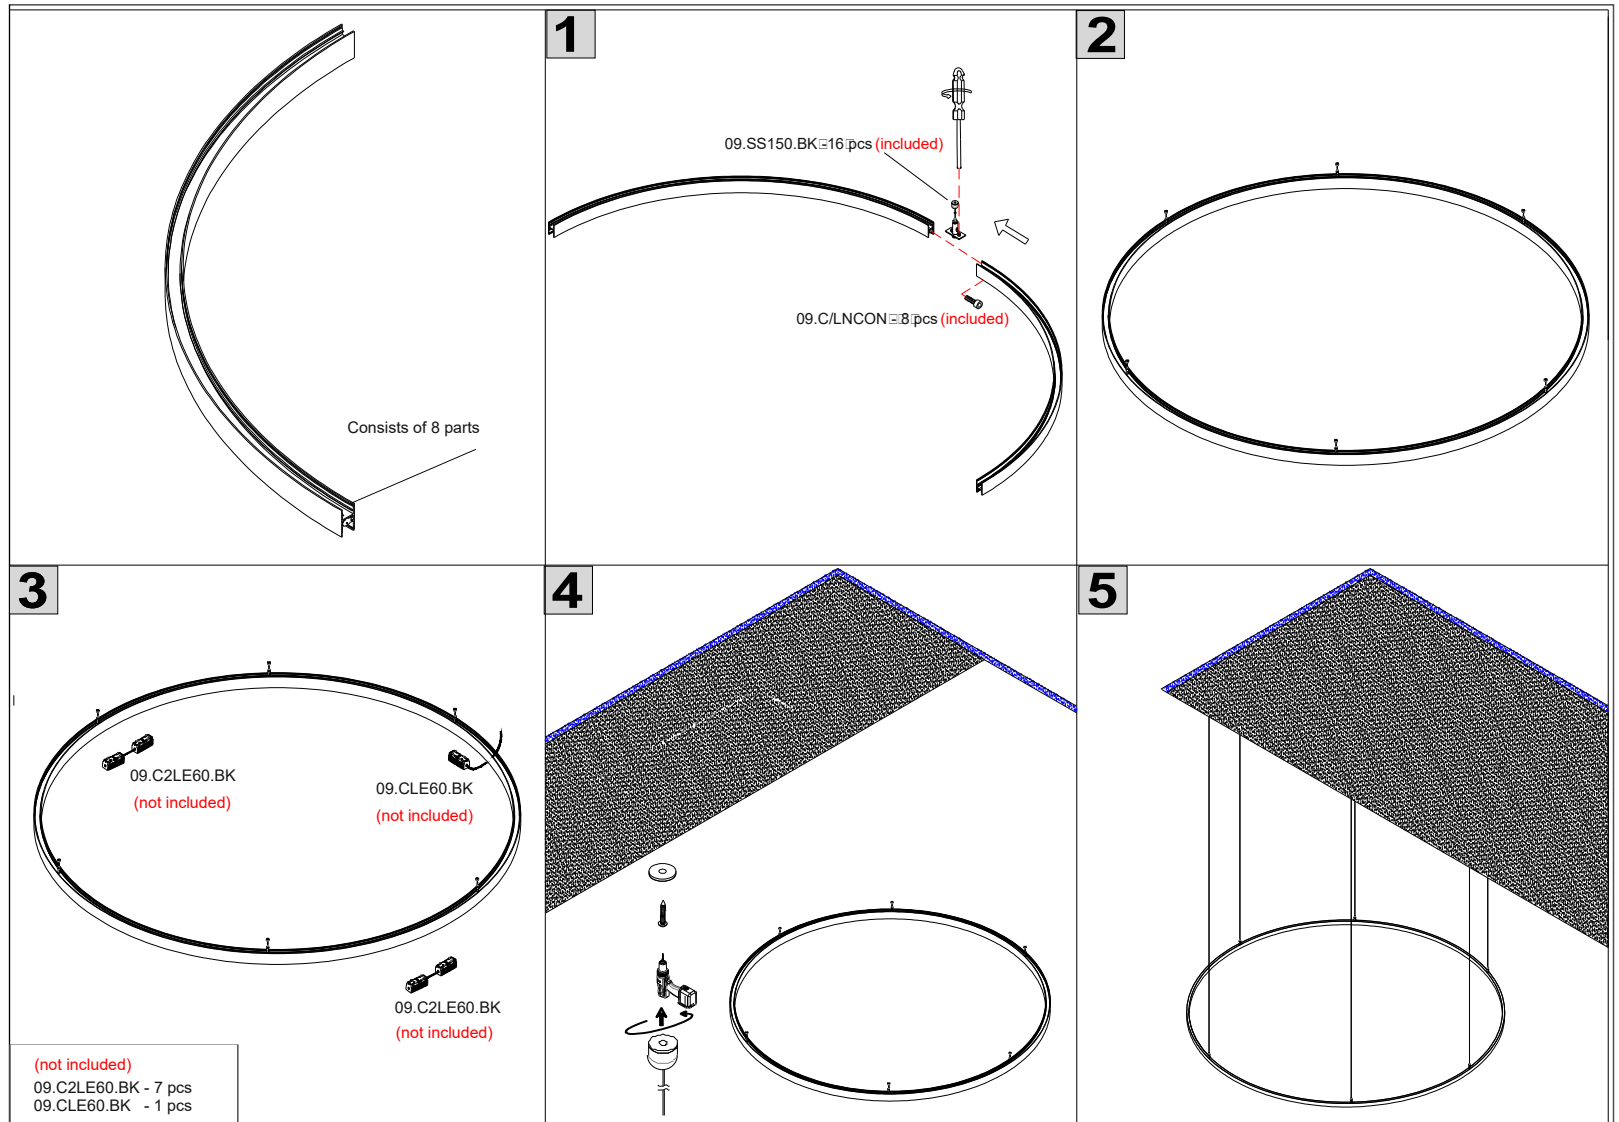 Consists of 8 parts
1
09.SS150.BK - 16 pcs (included)
09.C/LNCON - 8 pcs (included)
2
3
09.C2LE60.BK
(not included)
09.CLE60.BK
(not included)
09.C2LE60.BK
(not included)
(not included)
09.C2LE60.BK - 7 pcs
09.CLE60.BK - 1 pcs
4
5